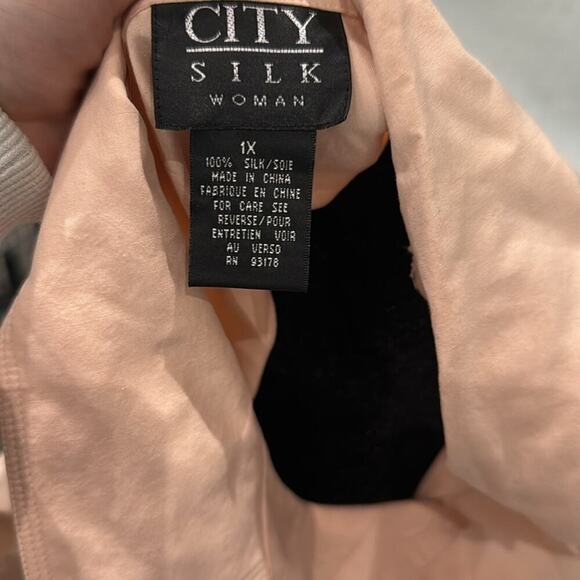 CITY
SILK
WOMAN
1X
100% SILK/SOIE
MADE IN CHINA
FABRIQUE EN CHINE
FOR CARE SEE
REVERSE/POUR
ENTRETIEN VOIR
AU VERSO
RN 93178